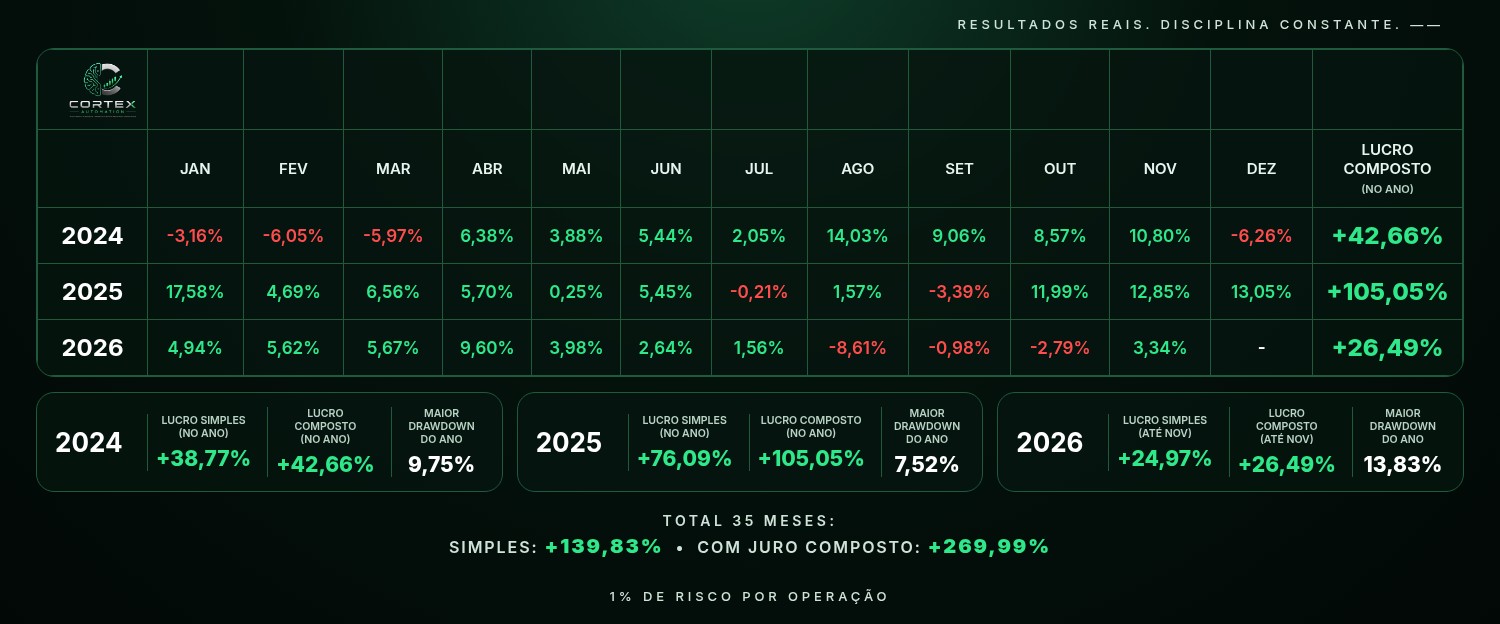 RESULTADOS REAIS. DISCIPLINA CONSTANTE. ——
CORTEX
AUTOMATION
JAN FEV MAR ABR MAI JUN JUL AGO SET OUT NOV DEZ LUCRO COMPOSTO (NO ANO)
2024 -3,16% -6,05% -5,97% 6,38% 3,88% 5,44% 2,05% 14,03% 9,06% 8,57% 10,80% -6,26% +42,66%
2025 17,58% 4,69% 6,56% 5,70% 0,25% 5,45% -0,21% 1,57% -3,39% 11,99% 12,85% 13,05% +105,05%
2026 4,94% 5,62% 5,67% 9,60% 3,98% 2,64% 1,56% -8,61% -0,98% -2,79% 3,34% - +26,49%
2024
LUCRO SIMPLES
(NO ANO)
+38,77%
LUCRO
COMPOSTO
(NO ANO)
+42,66%
MAIOR
DRAWDOWN
DO ANO
9,75%
2025
LUCRO SIMPLES
(NO ANO)
+76,09%
LUCRO COMPOSTO
(NO ANO)
+105,05%
MAIOR
DRAWDOWN
DO ANO
7,52%
2026
LUCRO SIMPLES
(ATÉ NOV)
+24,97%
LUCRO
COMPOSTO
(ATÉ NOV)
+26,49%
MAIOR
DRAWDOWN
DO ANO
13,83%
TOTAL 35 MESES:
SIMPLES: +139,83% • COM JURO COMPOSTO: +269,99%
1% DE RISCO POR OPERAÇÃO